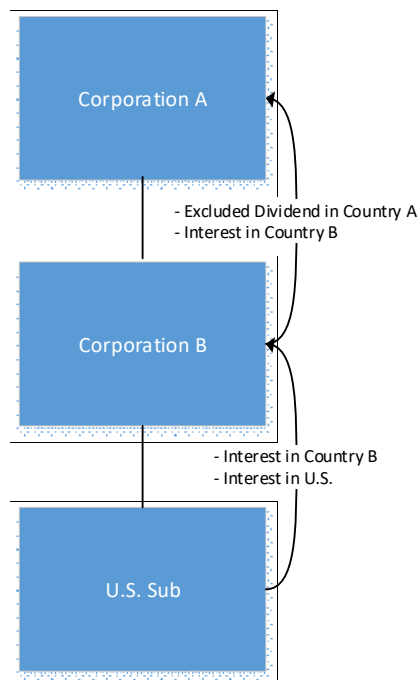 Corporation A
- Excluded Dividend in Country A
- Interest in Country B
Corporation B
- Interest in Country B
- Interest in U.S.
U.S. Sub